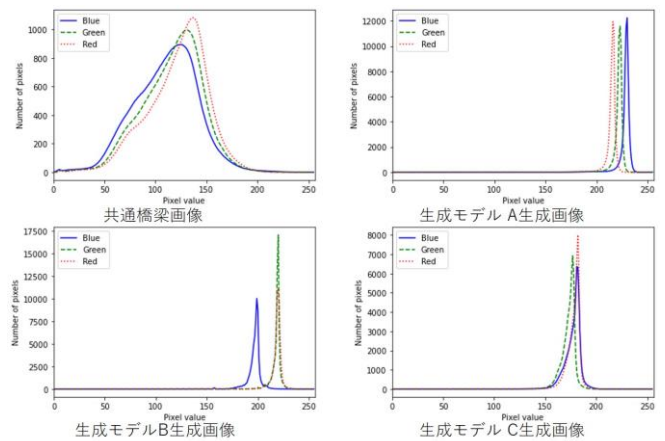 Number of pixels
1000
800
600
400
200
0
Blue
Green
Red
0 50 100 150 200 250
Pixel value
共通橋梁画像
Number of pixels
12000
10000
8000
6000
4000
2000
0
Blue
Green
Red
0 50 100 150 200 250
Pixel value
生成モデル A生成画像
Number of pixels
17500
15000
12500
10000
7500
5000
2500
0
Blue
Green
Red
0 50 100 150 200 250
Pixel value
生成モデルB生成画像
Number of pixels
8000
7000
6000
5000
4000
3000
2000
1000
0
Blue
Green
Red
0 50 100 150 200 250
Pixel value
生成モデル C生成画像